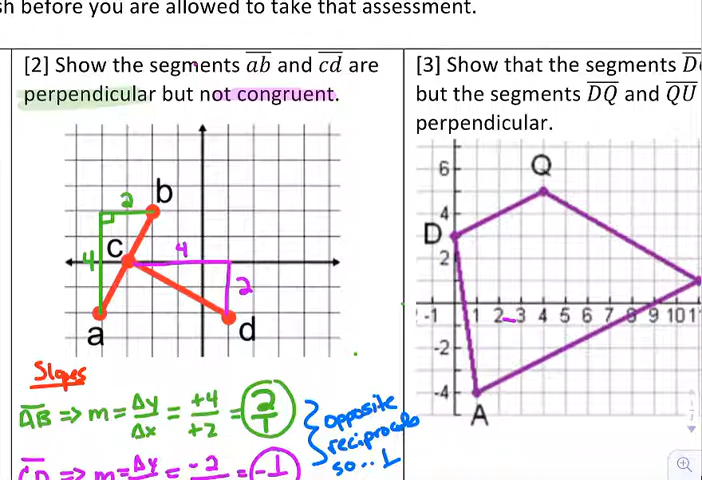 sh before you are allowed to take that assessment.
[2] Show the segments ab and cd are
perpendicular but not congruent.
2
b
4
c
4
2
a
d
Slopes
AB => m = Δy/Δx = +4/+2 = 2/1
opposite
reciprocals
so.. ⊥
CD => m = Δy = -2 = -1
[3] Show that the segments D
but the segments DQ and QU
perpendicular.
6
Q
4
D
2
-1 1 2 3 4 5 6 7 8 9 10 11
-2
-4
A